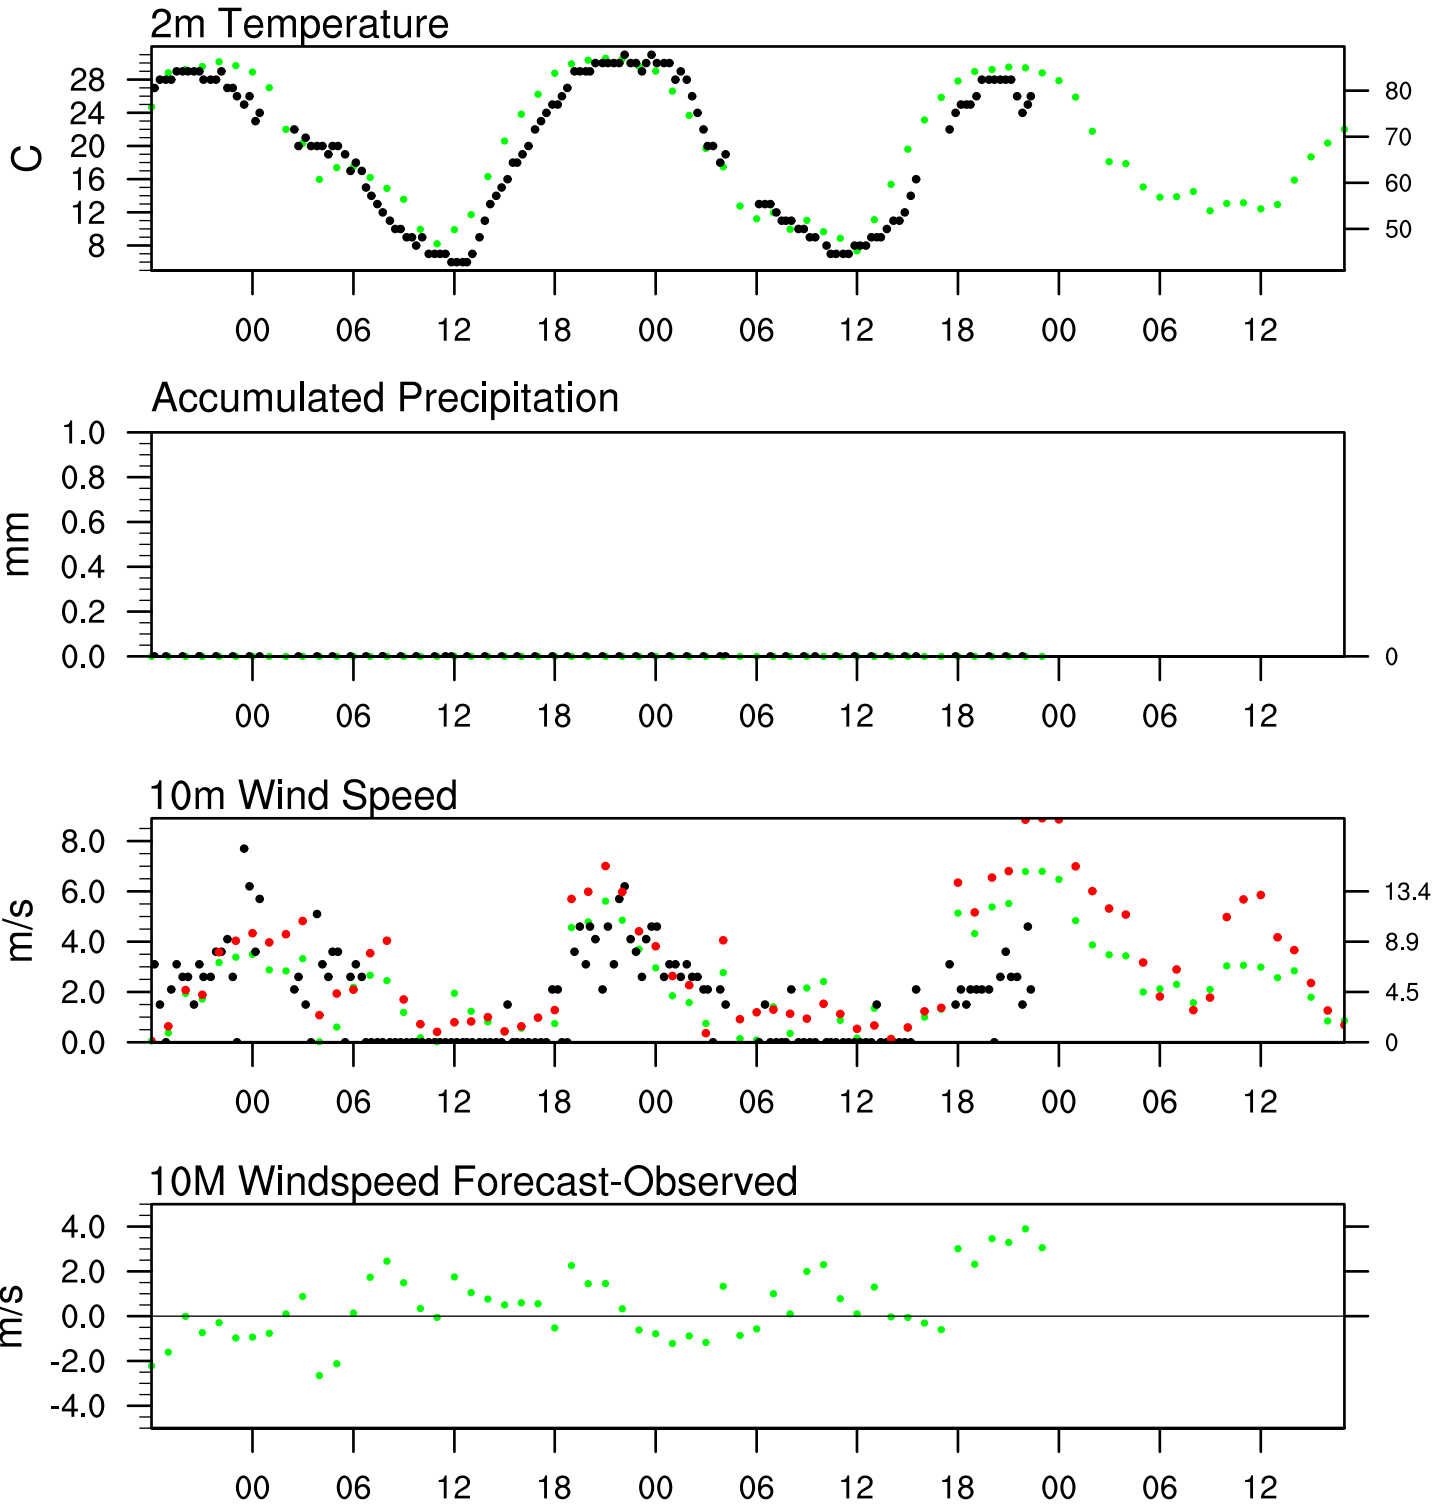 2m Temperature
28
24
20
16
12
8
C
80
70
60
50
00 06 12 18 00 06 12 18 00 06 12
Accumulated Precipitation
1.0
0.8
0.6
0.4
0.2
0.0
mm
0
00 06 12 18 00 06 12 18 00 06 12
10m Wind Speed
8.0
6.0
4.0
2.0
0.0
m/s
13.4
8.9
4.5
0
00 06 12 18 00 06 12 18 00 06 12
10M Windspeed Forecast-Observed
4.0
2.0
0.0
-2.0
-4.0
m/s
00 06 12 18 00 06 12 18 00 06 12